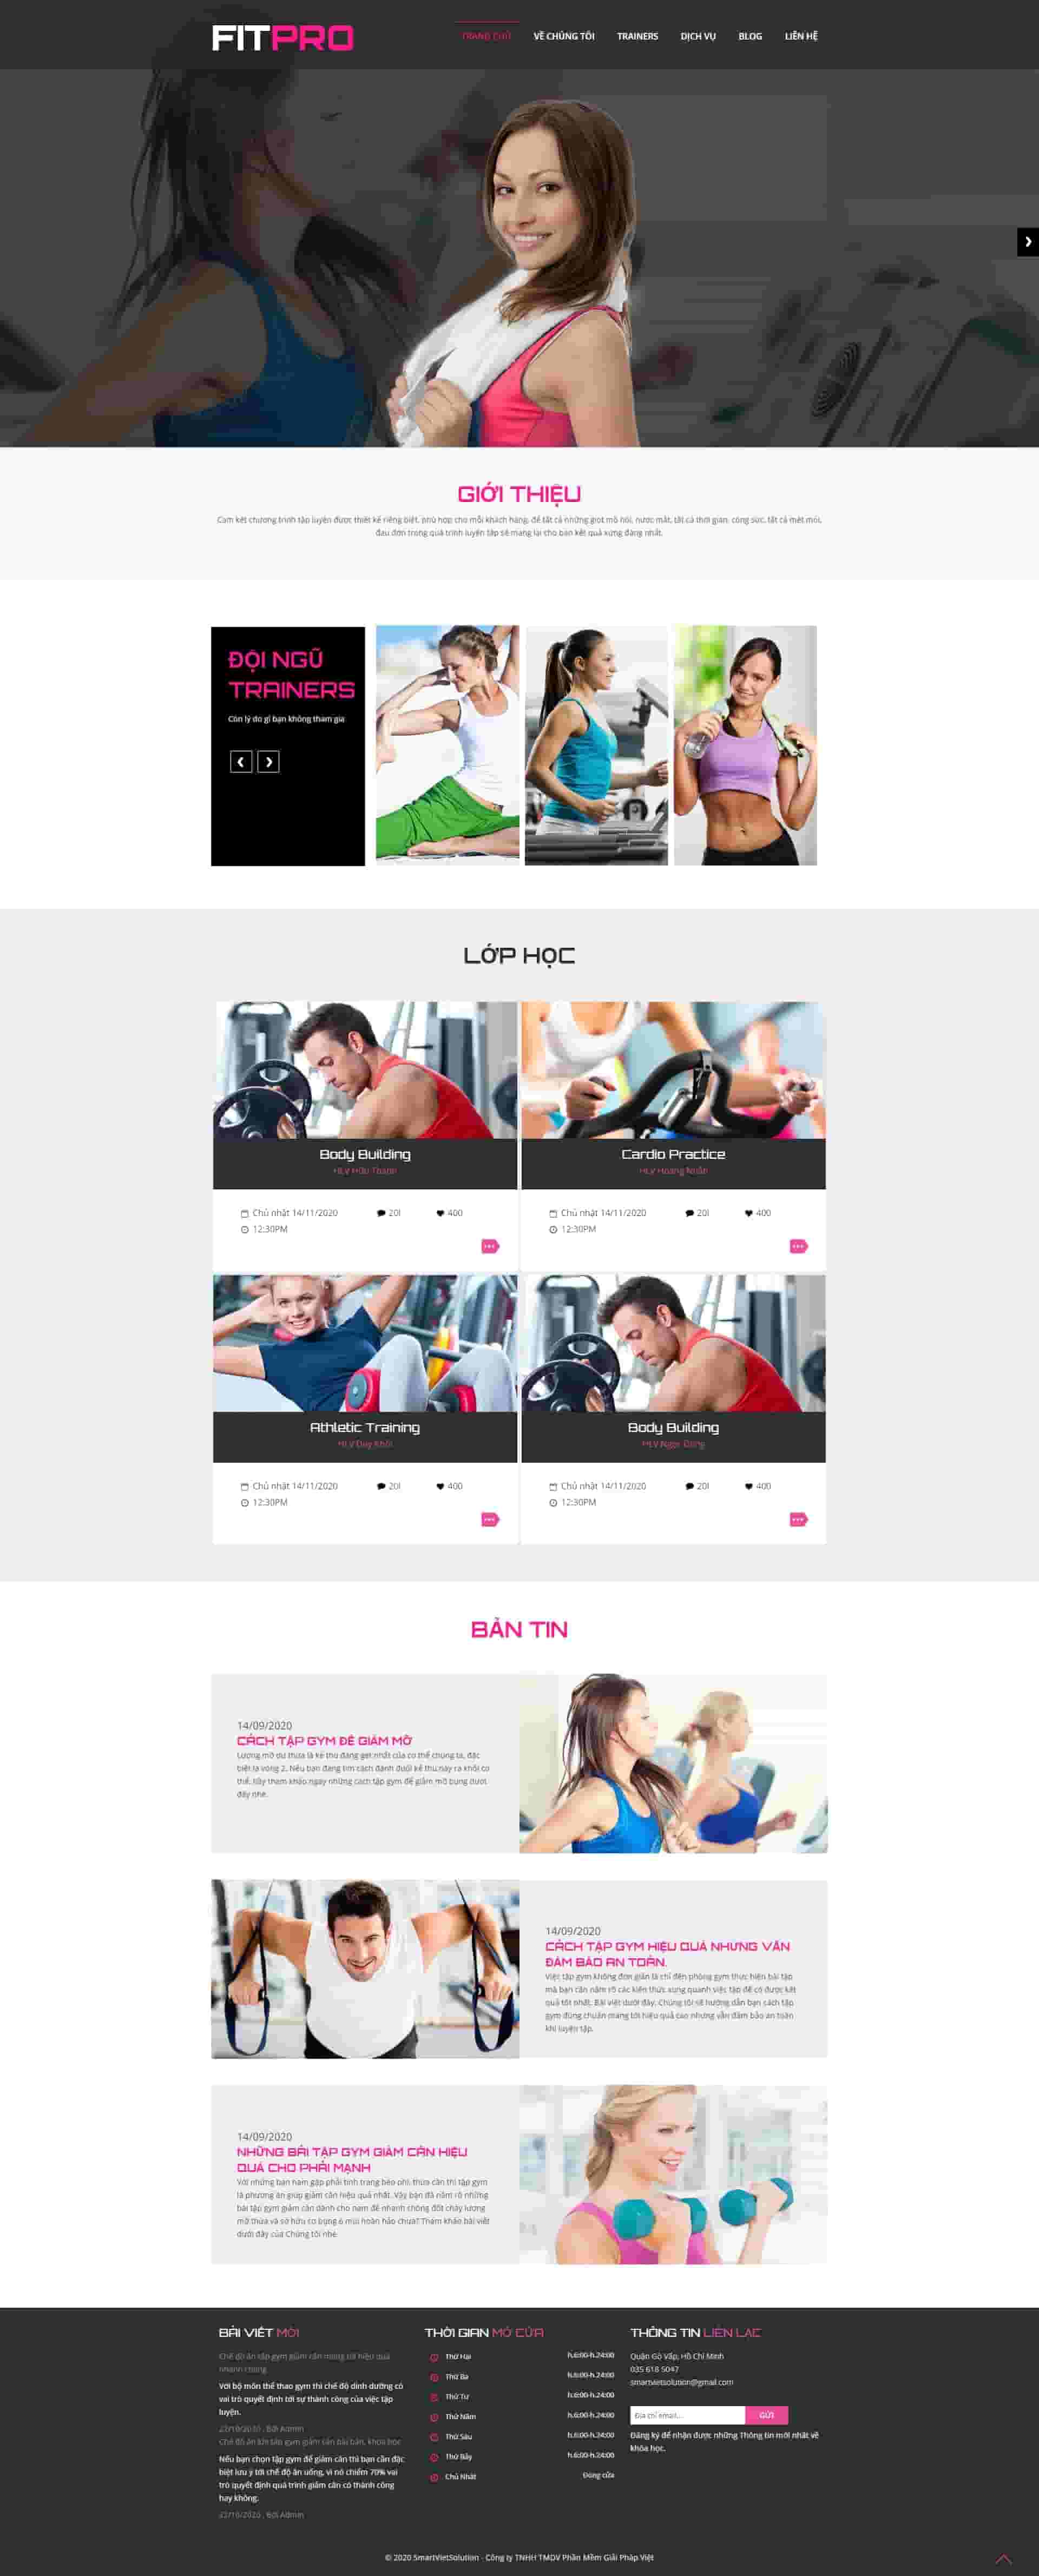 FITPRO
TRANG CHỦ VỀ CHÚNG TÔI TRAINERS DỊCH VỤ BLOG LIÊN HỆ
GIỚI THIỆU
Cam kết chương trình tập luyện được thiết kế riêng biệt, phù hợp cho mỗi khách hàng, để tất cả những giọt mồ hôi, nước mắt, tất cả thời gian, công sức, tất cả mệt mỏi,
đau đớn trong quá trình luyện tập sẽ mang lại cho bạn kết quả xứng đáng nhất.
ĐỘI NGŨ
TRAINERS
Còn lý do gì bạn không tham gia
LỚP HỌC
Body Building
HLV Hữu Thành
Chủ nhật 14/11/2020 20l 400
12:30PM
Cardio Practice
HLV Hoàng
Chủ nhật 14/11/2020 20l 400
12:30PM
Athletic Training
HLV Duy Khôi
Chủ nhật 14/11/2020 20l 400
12:30PM
Body Building
HLV Ngọc
Chủ nhật 14/11/2020 20l 400
12:30PM
BẢN TIN
14/09/2020
CÁCH TẬP GYM ĐỂ GIẢM MỠ
Lượng mỡ dư thừa là kẻ thù đáng gét nhất của cơ thể chúng ta, đặc
biệt là vòng 2. Nếu bạn đang tìm cách đánh đuổi kẻ thù này ra khỏi cơ
thể. Hãy tham khảo ngay những cách tập gym để giảm mỡ bụng dưới
đây nhé.
14/09/2020
CÁCH TẬP GYM HIỆU QUẢ NHƯNG VẪN
ĐẢM BẢO AN TOÀN.
Việc tập gym không đơn giản là chỉ đến phòng gym thực hiện bài tập
mà bạn cần nắm rõ các kiến thức xung quanh việc tập để có được kết
quả tốt nhất. Bài viết dưới đây, Chúng tôi sẽ hướng dẫn bạn cách tập
gym đúng chuẩn mang tới hiệu quả cao nhưng vẫn đảm bảo an toàn
khi luyện tập.
14/09/2020
NHỮNG BÀI TẬP GYM GIẢM CÂN HIỆU
QUẢ CHO PHÁI MẠNH
Với những bạn nam gặp phải tình trạng béo phì, thừa cân thì tập gym
là phương án giúp giảm cân hiệu quả nhất. Vậy bạn đã nắm rõ những
bài tập gym giảm cân dành cho nam để nhanh chóng đốt cháy lượng
mỡ thừa và sở hữu cơ bụng 6 múi hoàn hảo chưa? Tham khảo bài viết
dưới đây của Chúng tôi nhé
BÀI VIẾT MỚI
Chế độ ăn tập gym giảm cân mang tới hiệu quả
nhanh chóng
Với bộ môn thể thao gym thì chế độ dinh dưỡng có
vai trò quyết định tới sự thành công của việc tập
luyện.
22/10/2020 , Bởi Admin
Chế độ ăn khi tập gym giảm cân bài bản, khoa học
Nếu bạn chọn tập gym để giảm cân thì bạn cần đặc
biệt lưu ý tới chế độ ăn uống, vì nó chiếm 70% vai
trò quyết định quá trình giảm cân có thành công
hay không.
22/10/2020 , Bởi Admin
THỜI GIAN MỞ CỬA
Thứ Hai h.6:00-h.24:00
Thứ Ba h.6:00-h.24:00
Thứ Tư h.6:00-h.24:00
Thứ Năm h.6:00-h.24:00
Thứ Sáu h.6:00-h.24:00
Thứ Bảy h.6:00-h.24:00
Chủ Nhật Đóng cửa
THÔNG TIN LIÊN LẠC
Quận Gò Vấp, Hồ Chí Minh
035 618 5047
smartvietsolution@gmail.com
Địa chỉ email... GỬI
Đăng ký để nhận được những Thông tin mới nhất về
khóa học.
© 2020 SmartVietSolution - Công ty TNHH TMDV Phần Mềm Giải Pháp Việt